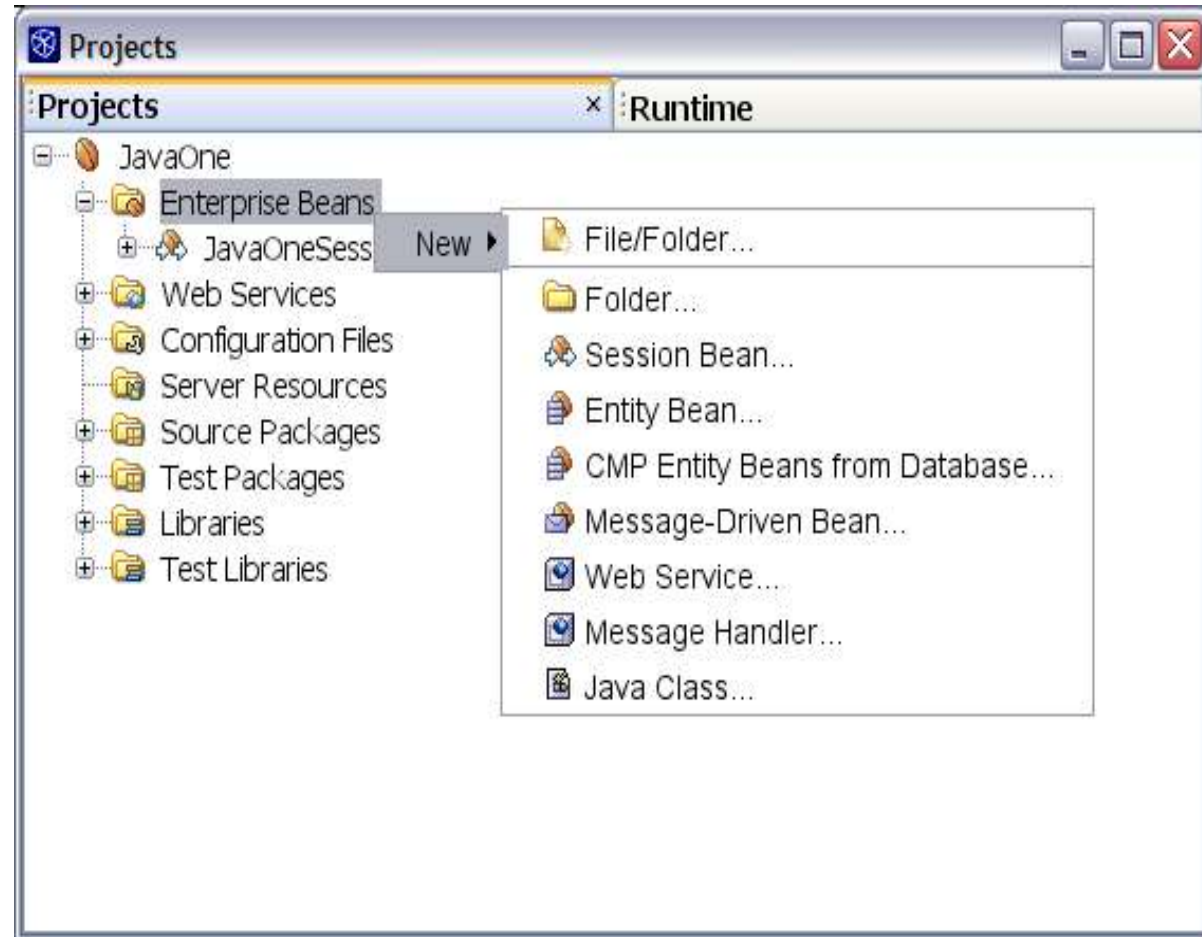 Projects
Projects × Runtime
JavaOne
Enterprise Beans
JavaOneSess
New
File/Folder...
Folder...
Session Bean...
Entity Bean...
CMP Entity Beans from Database...
Message-Driven Bean...
Web Service...
Message Handler...
Java Class...
Web Services
Configuration Files
Server Resources
Source Packages
Test Packages
Libraries
Test Libraries